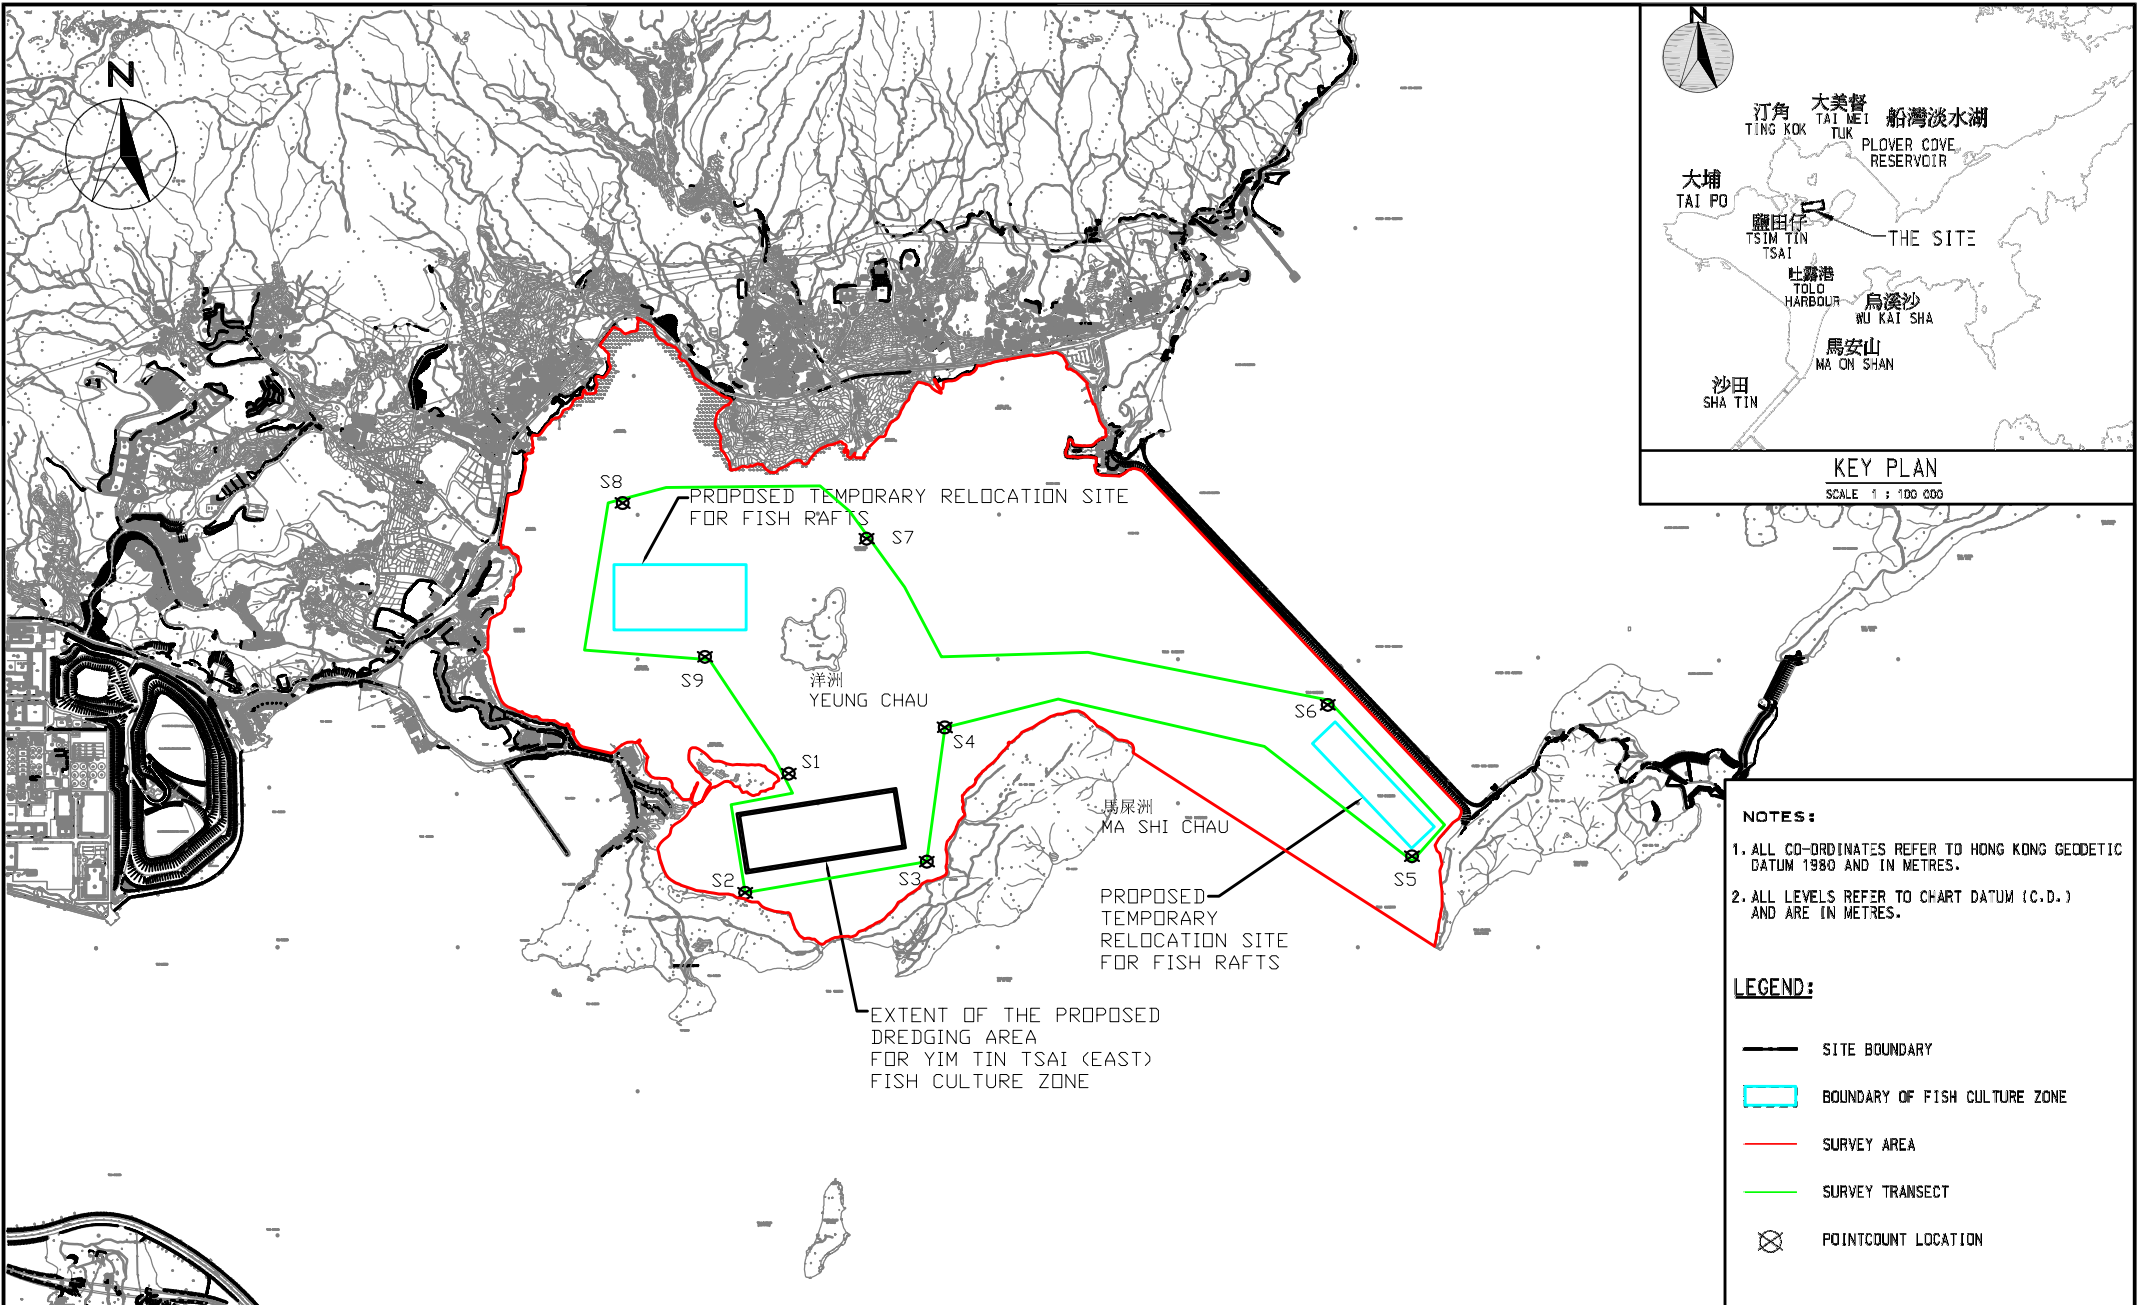 N
N
汀角
TING KOK
大美督
TAI MEI
TUK
船灣淡水湖
PLOVER COVE
RESERVOIR
大埔
TAI PO
鹽田仔
TSIM TIN
TSAI
THE SITE
吐露港
TOLO
HARBOUR
烏溪沙
WU KAI SHA
馬安山
MA ON SHAN
沙田
SHA TIN
KEY PLAN
SCALE 1 : 100 000
S8
PROPOSED TEMPORARY RELOCATION SITE
FOR FISH RAFTS
S7
S9
洋洲
YEUNG CHAU
S6
S4
S1
馬屎洲
MA SHI CHAU
S2
S3
S5
PROPOSED
TEMPORARY
RELOCATION SITE
FOR FISH RAFTS
EXTENT OF THE PROPOSED
DREDGING AREA
FOR YIM TIN TSAI (EAST)
FISH CULTURE ZONE
NOTES:
1. ALL CO-ORDINATES REFER TO HONG KONG GEODETIC
DATUM 1980 AND IN METRES.
2. ALL LEVELS REFER TO CHART DATUM (C.D.)
AND ARE IN METRES.
LEGEND:
SITE BOUNDARY
BOUNDARY OF FISH CULTURE ZONE
SURVEY AREA
SURVEY TRANSECT
POINTCOUNT LOCATION